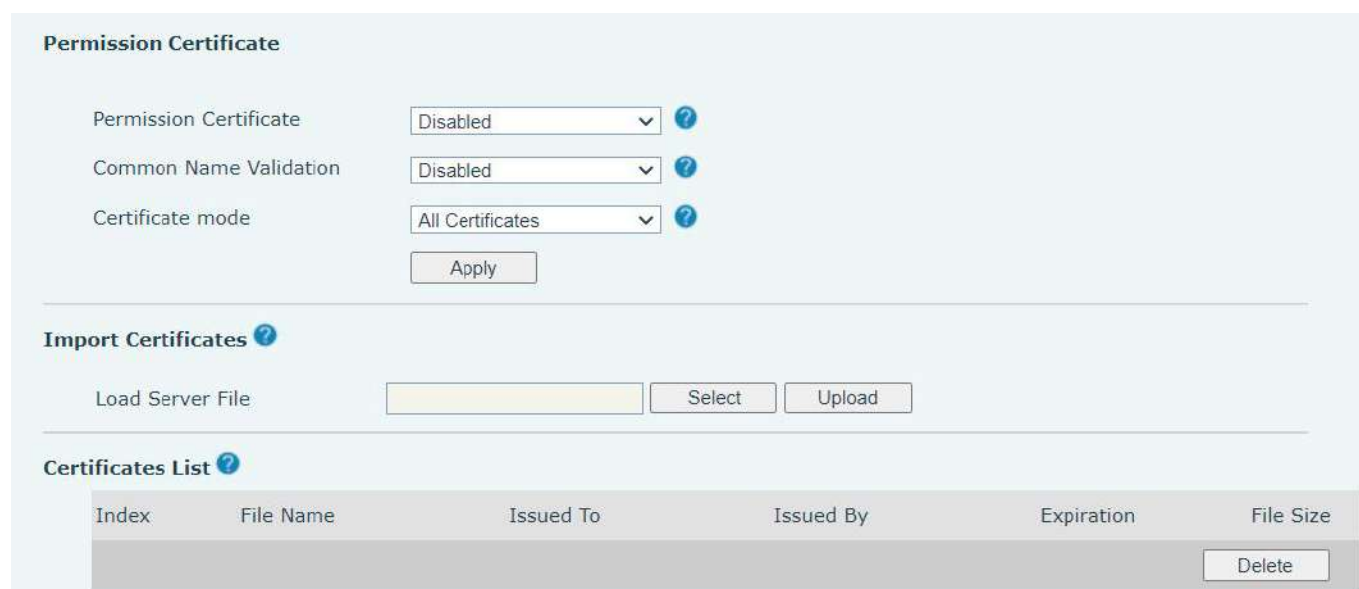 Permission Certificate
Permission Certificate Disabled ?
Common Name Validation Disabled ?
Certificate mode All Certificates ?
Apply
Import Certificates ?
Load Server File Select Upload
Certificates List ?
Index File Name Issued To Issued By Expiration File Size
Delete